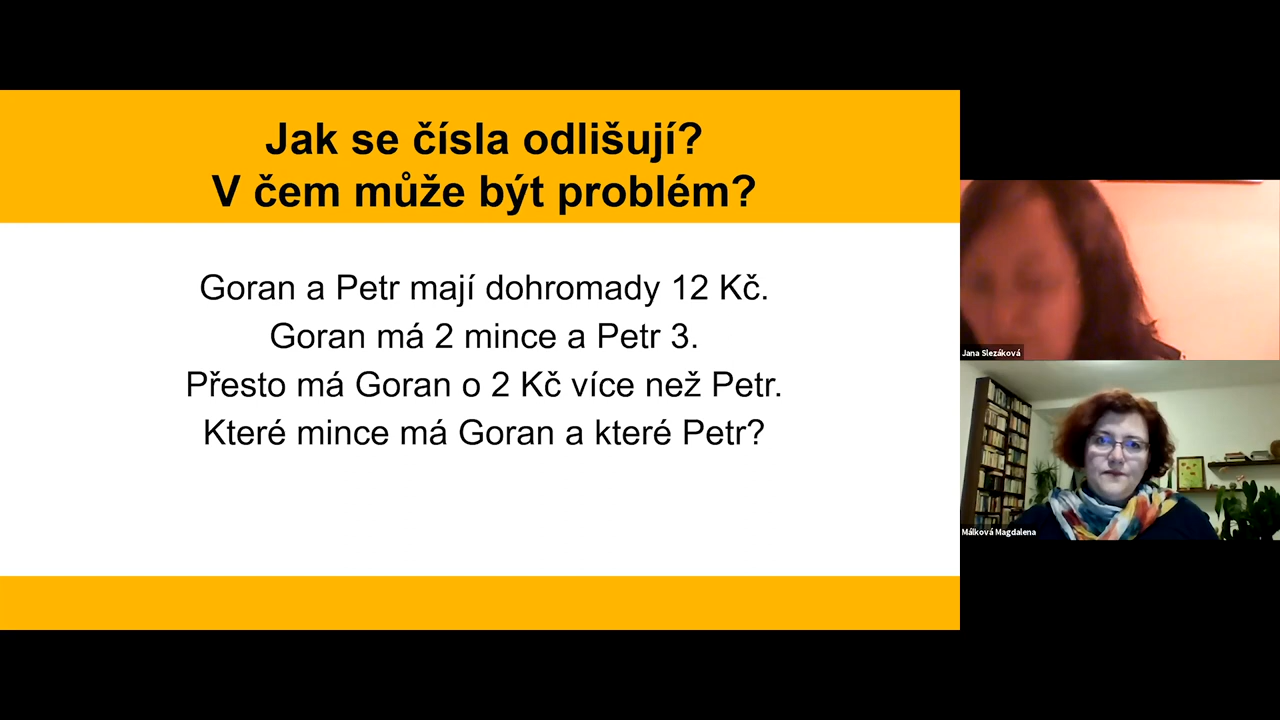 Jak se čísla odlišují?
V čem může být problém?
Goran a Petr mají dohromady 12 Kč.
Goran má 2 mince a Petr 3.
Přesto má Goran o 2 Kč více než Petr.
Které mince má Goran a které Petr?
Jana Slezáková
Málková Magdalena